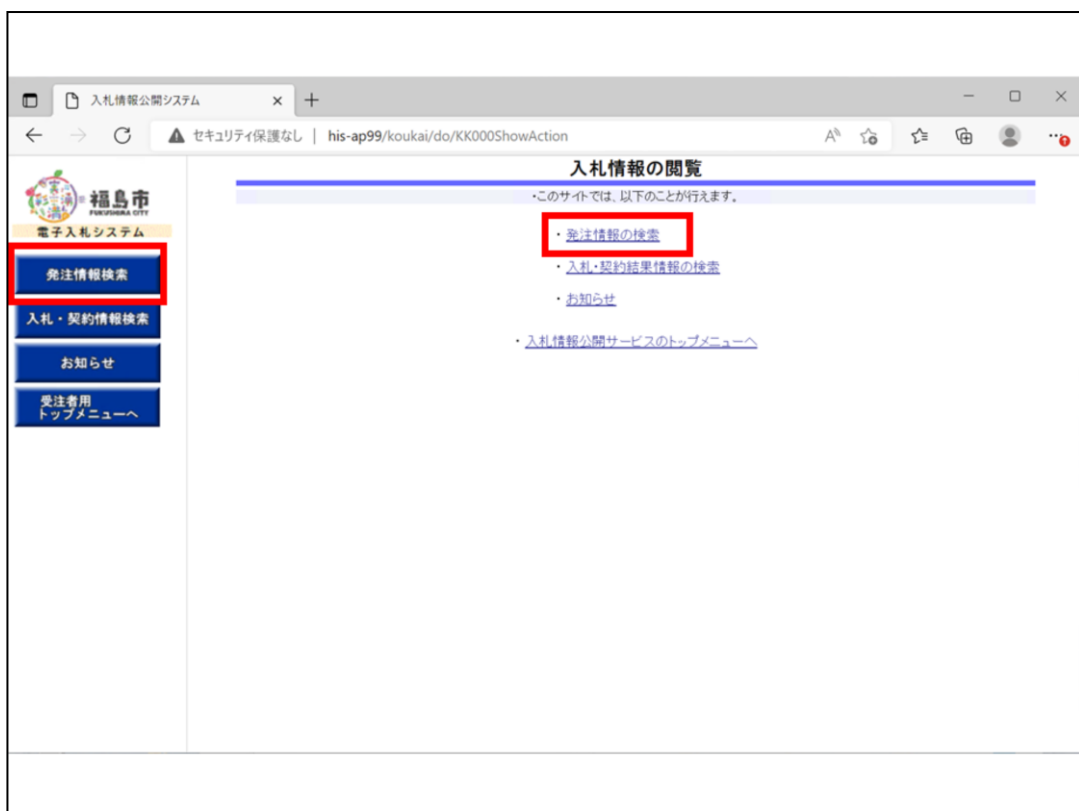 入札情報公開システム
セキュリティ保護なし | his-ap99/koukai/do/KK000ShowAction
福島市
FUKUSHIMA CITY
電子入札システム
発注情報検索
入札・契約情報検索
お知らせ
受注者用
トップメニューへ
入札情報の閲覧
・このサイトでは、以下のことが行えます。
・発注情報の検索
・入札・契約結果情報の検索
・お知らせ
・入札情報公開サービスのトップメニューへ